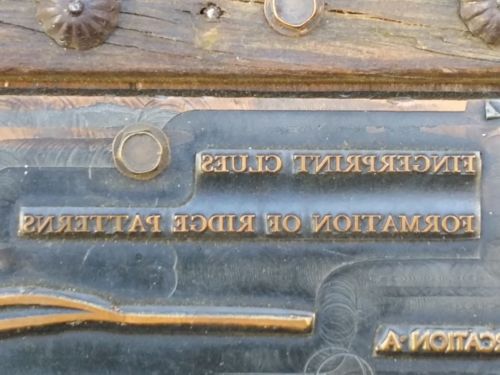 FINGERPRINT CLUES
FORMATION OF RIDGE PATTERNS